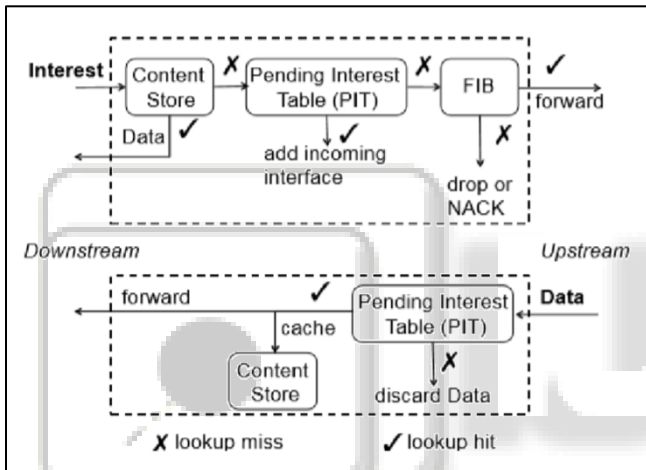 Interest
Content
Store
✗
Pending Interest
Table (PIT)
✗
FIB
✓
forward
Data
✓
✓
add incoming
interface
✗
drop or
NACK
Downstream
Upstream
forward
✓
cache
Pending Interest
Table (PIT)
Data
Content
Store
✗
discard Data
✗ lookup miss
✓ lookup hit